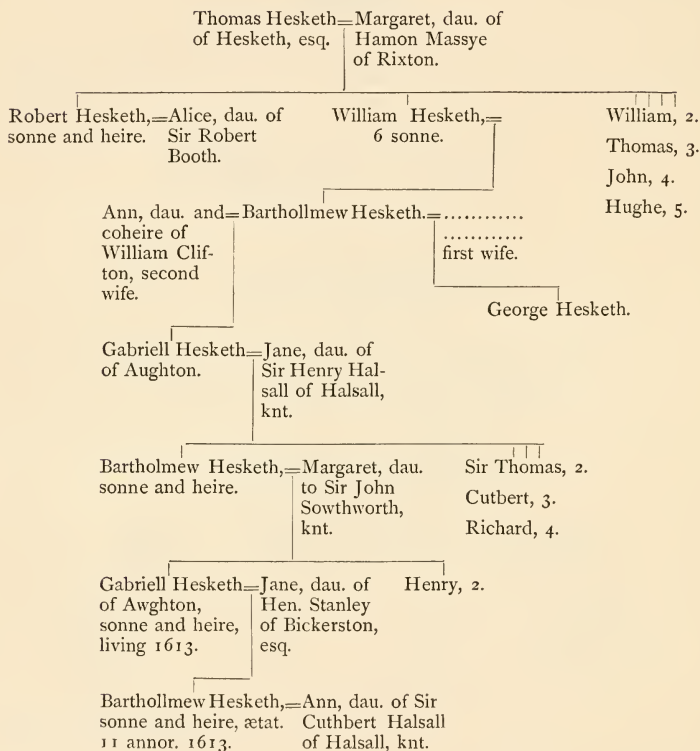 Thomas Hesketh=Margaret, dau. of
of Hesketh, esq. Hamon Massye
of Rixton.
Robert Hesketh,=Alice, dau. of
sonne and heire. Sir Robert
Booth.
William Hesketh,=
6 sonne.
William, 2.
Thomas, 3.
John, 4.
Hughe, 5.
Ann, dau. and=Barthollmew Hesketh.=............
coheire of ............
William Clif- first wife.
ton, second
wife.
George Hesketh.
Gabriell Hesketh=Jane, dau. of
of Aughton. Sir Henry Hal-
sall of Halsall,
knt.
Bartholmew Hesketh,=Margaret, dau.
sonne and heire. to Sir John
Sowthworth,
knt.
Sir Thomas, 2.
Cutbert, 3.
Richard, 4.
Gabriell Hesketh=Jane, dau. of Henry, 2.
of Awghton, Hen. Stanley
sonne and heire, of Bickerston,
living 1613. esq.
Barthollmew Hesketh,=Ann, dau. of Sir
sonne and heire, ætat. Cuthbert Halsall
11 annor. 1613. of Halsall, knt.